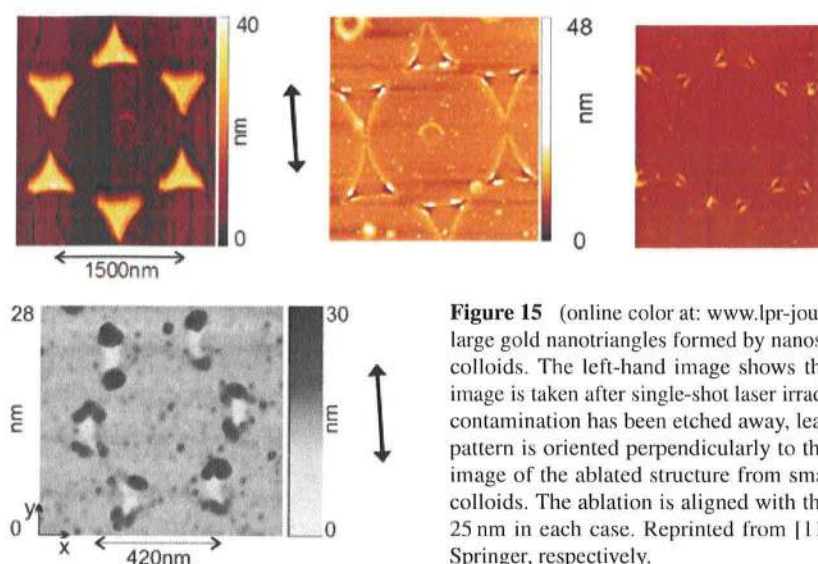 40
nm
0
1500nm
48
nm
0
28
nm
0
y
x
420nm
30
nm
0
Figure 15 (online color at: www.lpr-jou
large gold nanotriangles formed by nanos
colloids. The left-hand image shows th
image is taken after single-shot laser irrad
contamination has been etched away, lea
pattern is oriented perpendicularly to th
image of the ablated structure from sma
colloids. The ablation is aligned with th
25 nm in each case. Reprinted from [11
Springer, respectively.